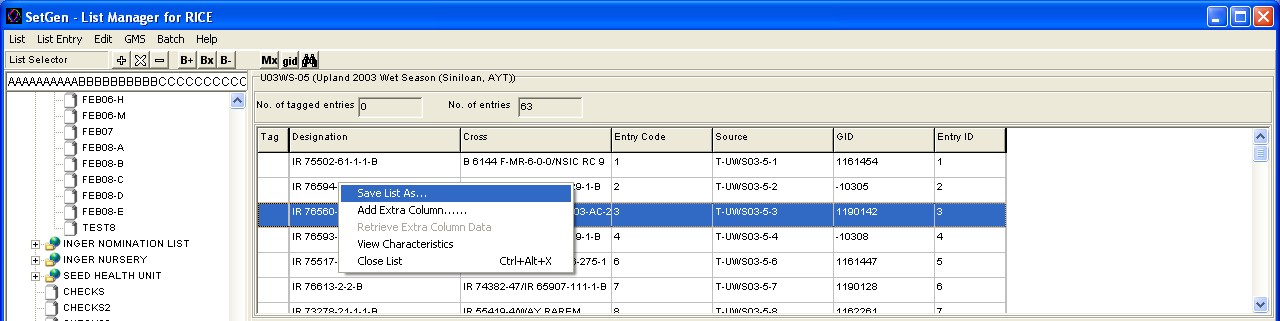 SetGen - List Manager for RICE
List List Entry Edit GMS Batch Help
List Selector B+ Bx B- Mx gid
AAAAAAAAAABBBBBBBBBBCCCCCCCCCC
FEB06-H
FEB06-M
FEB07
FEB08-A
FEB08-B
FEB08-C
FEB08-D
FEB08-E
TEST8
INGER NOMINATION LIST
INGER NURSERY
SEED HEALTH UNIT
CHECKS
CHECKS2
U03WS-05 (Upland 2003 Wet Season (Siniloan, AYT))
No. of tagged entries 0 No. of entries 63
Tag Designation Cross Entry Code Source GID Entry ID
IR 75502-61-1-1-B B 6144 F-MR-6-0-0/NSIC RC 9 1 T-UWS03-5-1 1161454 1
IR 76594- 9-1-B 2 T-UWS03-5-2 -10305 2
IR 76560- 03-AC-2 3 T-UWS03-5-3 1190142 3
IR 76593- 9-1-B 4 T-UWS03-5-4 -10308 4
IR 75517- -275-1 6 T-UWS03-5-6 1161447 5
IR 76613-2-2-B IR 74382-47/IR 65907-111-1-B 7 T-UWS03-5-7 1190128 6
IR 73278-21-1-1-B IR 55419-4/WAY RAREM 8 T-UWS03-5-8 1162261 7
Save List As...
Add Extra Column......
Retrieve Extra Column Data
View Characteristics
Close List Ctrl+Alt+X